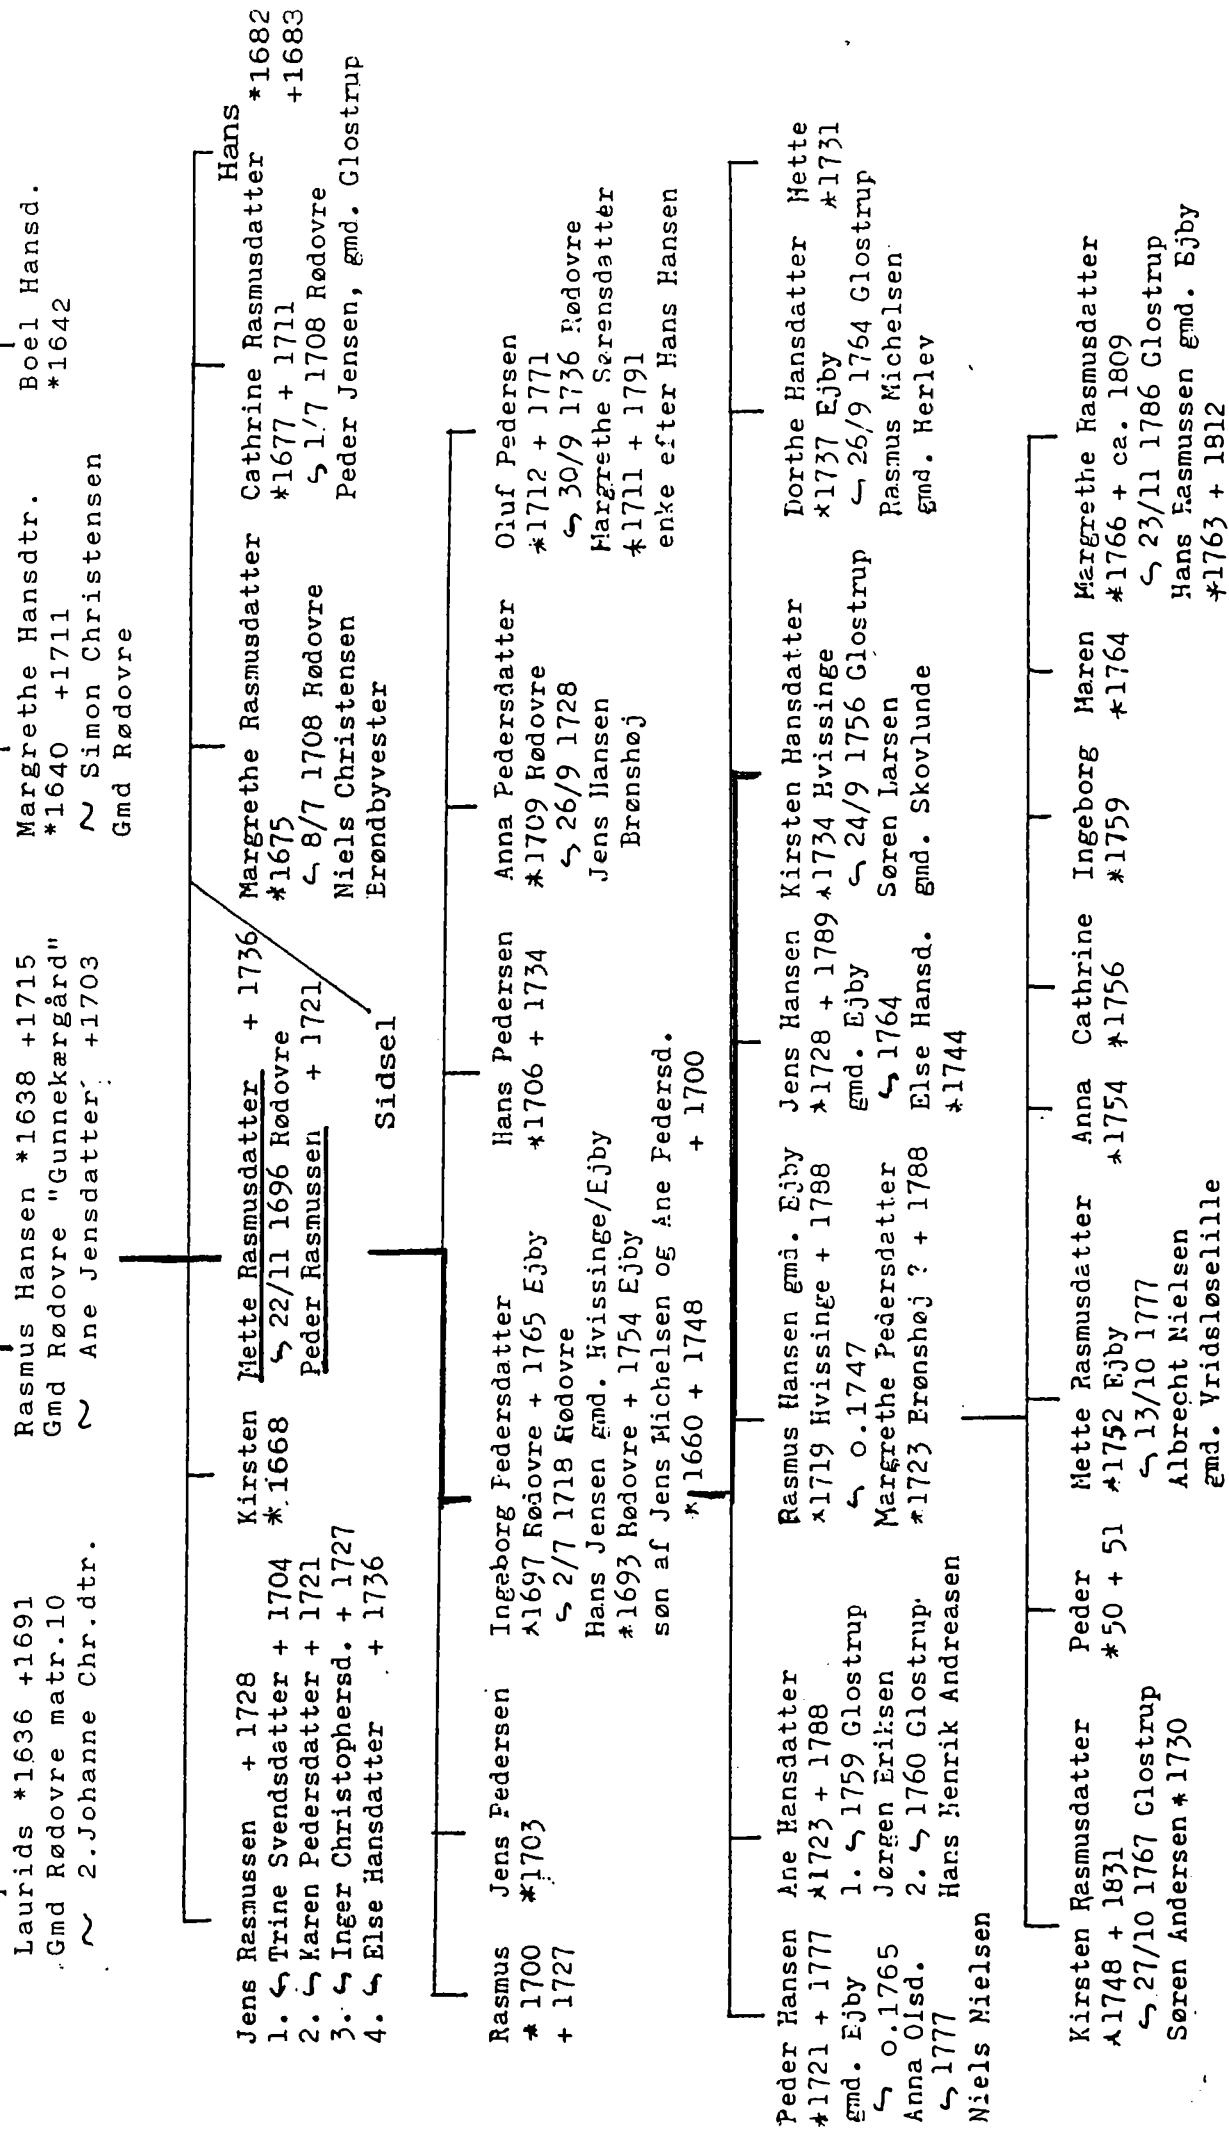 Laurids *1636 +1691
Gmd Rødovre matr.10
~ 2.Johanne Chr.dtr.
Rasmus Hansen *1638 +1715
Gmd Rødovre "Gunnekærgård"
~ Ane Jensdatter +1703
Margrethe Hansdtr.
*1640 +1711
~ Simon Christensen
Gmd Rødovre
Boel Hansd.
*1642
Jens Rasmussen + 1728
1. ⚭ Trine Svendsdatter + 1704
2. ⚭ Karen Pedersdatter + 1721
3. ⚭ Inger Christophersd. + 1727
4. ⚭ Else Hansdatter + 1736
Kirsten
*1668
Mette Rasmusdatter + 1736
⚭ 22/11 1696 Rødovre
Peder Rasmussen + 1721
Sidsel
Margrethe Rasmusdatter
*1675
⚭ 8/7 1708 Rødovre
Niels Christensen
Brøndbyvester
Cathrine Rasmusdatter
*1677 + 1711
⚭ 1/7 1708 Rødovre
Peder Jensen, gmd. Glostrup
Hans
*1682
+1683
Rasmus
* 1700
+ 1727
Jens Pedersen
*1703
Ingeborg Pedersdatter
*1697 Rødovre + 1765 Ejby
⚭ 2/7 1718 Rødovre
Hans Jensen gmd. Hvissinge/Ejby
*1693 Rødovre + 1754 Ejby
søn af Jens Michelsen og Ane Pedersd.
*1660 + 1748 + 1700
Hans Pedersen
*1706 + 1734
Anna Pedersdatter
*1709 Rødovre
⚭ 26/9 1728
Jens Hansen
Brønshøj
Oluf Pedersen
*1712 + 1771
⚭ 30/9 1736 Rødovre
Margrethe Sørensdatter
*1711 + 1791
enke efter Hans Hansen
Peder Hansen
*1721 + 1777
gmd. Ejby
⚭ o.1765
Anna Olsd.
⚭ 1777
Niels Nielsen
Ane Hansdatter
*1723 + 1788
1. ⚭ 1759 Glostrup
Jørgen Eriksen
2. ⚭ 1760 Glostrup
Hans Henrik Andreasen
Rasmus Hansen gmd. Ejby
*1719 Hvissinge + 1788
⚭ o.1747
Margrethe Pedersdatter
*1723 Brønshøj ? + 1788
Jens Hansen
*1728 + 1789
gmd. Ejby
⚭ 1764
Else Hansd.
*1744
Kirsten Hansdatter
*1734 Hvissinge
⚭ 24/9 1756 Glostrup
Søren Larsen
gmd. Skovlunde
Dorthe Hansdatter
*1737 Ejby
⚭ 26/9 1764 Glostrup
Rasmus Michelsen
gmd. Herlev
Mette
*1731
Kirsten Rasmusdatter
*1748 + 1831
⚭ 27/10 1767 Glostrup
Søren Andersen *1730
Peder
*50 + 51
Mette Rasmusdatter
*1752 Ejby
⚭ 13/10 1777
Albrecht Nielsen
gmd. Vridsløselille
Anna
*1754
Cathrine
*1756
Ingeborg
*1759
Maren
*1764
Margrethe Rasmusdatter
*1766 + ca. 1809
⚭ 23/11 1786 Glostrup
Hans Rasmussen gmd. Ejby
*1763 + 1812